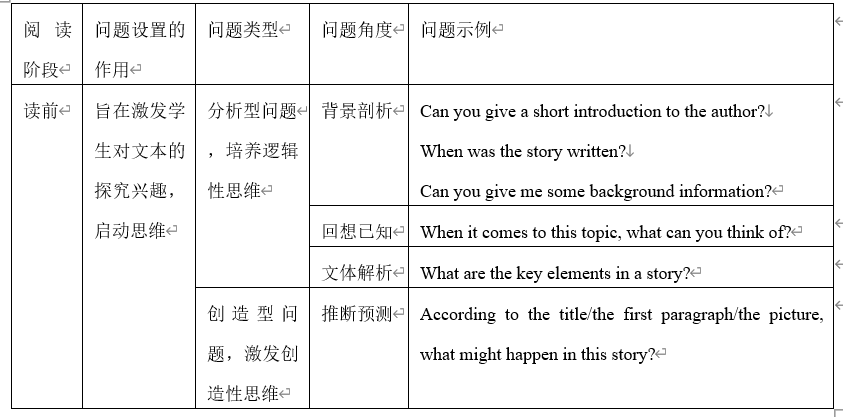 阅读阶段
问题设置的作用
问题类型
问题角度
问题示例
读前
旨在激发学生对文本的探究兴趣，启动思维
分析型问题，培养逻辑性思维
背景剖析
Can you give a short introduction to the author?
When was the story written?
Can you give me some background information?
回想已知
When it comes to this topic, what can you think of?
文体解析
What are the key elements in a story?
创造型问题，激发创造性思维
推断预测
According to the title/the first paragraph/the picture,
what might happen in this story?